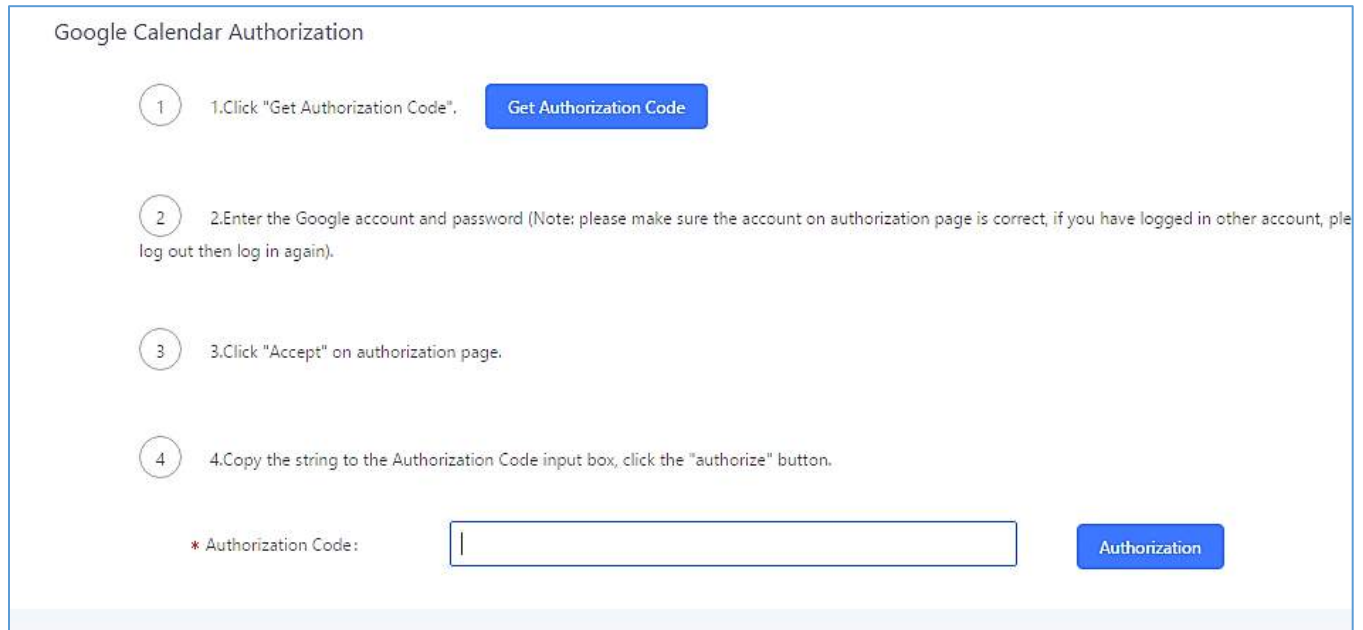 Google Calendar Authorization
1 1.Click "Get Authorization Code". Get Authorization Code
2 2.Enter the Google account and password (Note: please make sure the account on authorization page is correct, if you have logged in other account, ple
log out then log in again).
3 3.Click "Accept" on authorization page.
4 4.Copy the string to the Authorization Code input box, click the "authorize" button.
* Authorization Code: Authorization